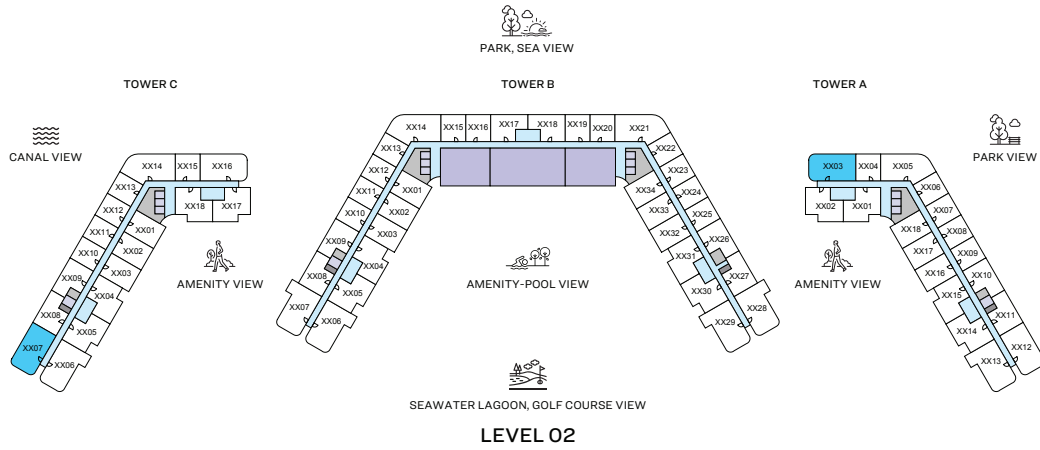 PARK, SEA VIEW
TOWER C
TOWER B
TOWER A
CANAL VIEW
PARK VIEW
XX14
XX15
XX16
XX13
XX12
XX11
XX10
XX09
XX08
XX07
XX06
XX05
XX04
XX03
XX02
XX01
XX18
XX17
XX14
XX15
XX16
XX17
XX18
XX19
XX20
XX21
XX13
XX12
XX11
XX10
XX09
XX08
XX07
XX06
XX05
XX04
XX03
XX02
XX01
XX22
XX23
XX24
XX25
XX26
XX27
XX28
XX29
XX30
XX31
XX32
XX33
XX34
XX03
XX04
XX05
XX02
XX01
XX06
XX07
XX08
XX09
XX10
XX11
XX12
XX13
XX14
XX15
XX16
XX17
XX18
AMENITY VIEW
AMENITY-POOL VIEW
AMENITY VIEW
SEAWATER LAGOON, GOLF COURSE VIEW
LEVEL 02